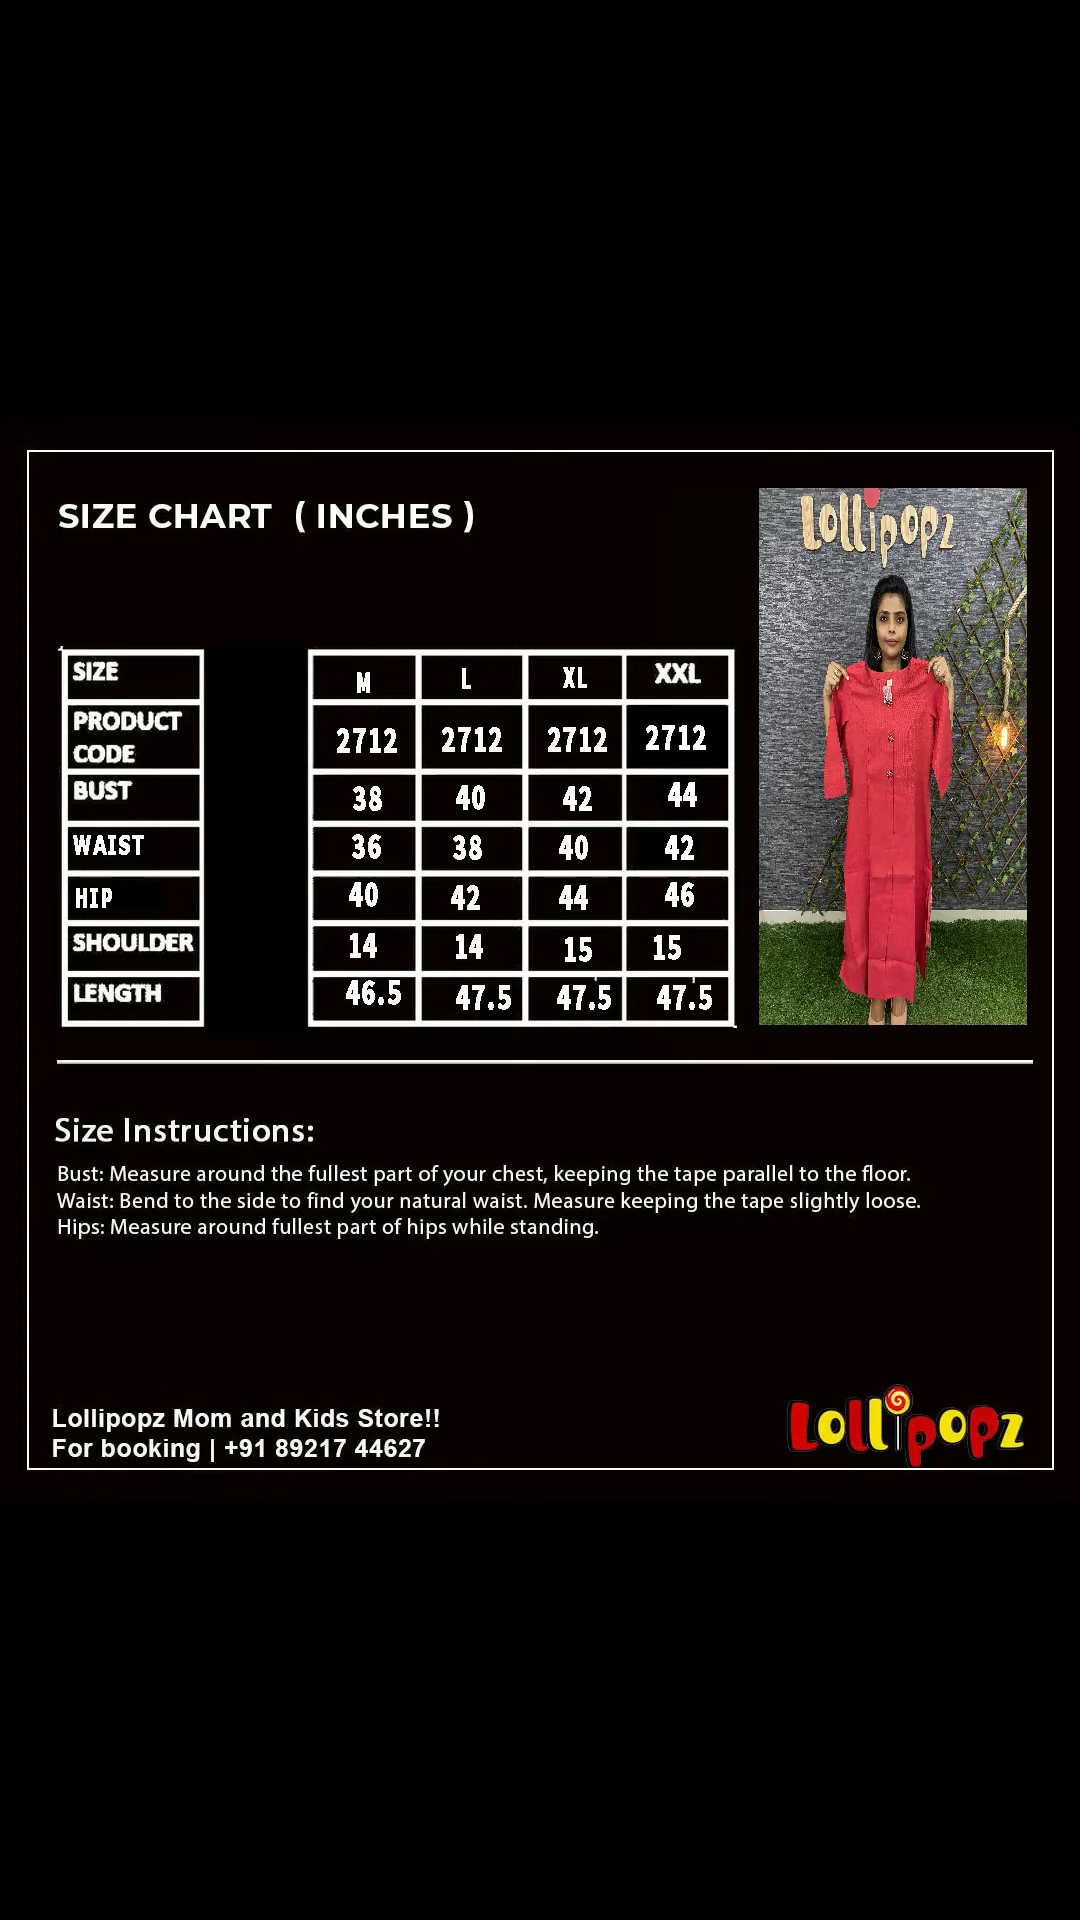 SIZE CHART ( INCHES )
Lollipopz
SIZE M L XL XXL
PRODUCT CODE 2712 2712 2712 2712
BUST 38 40 42 44
WAIST 36 38 40 42
HIP 40 42 44 46
SHOULDER 14 14 15 15
LENGTH 46.5 47.5 47.5 47.5
Size Instructions:
Bust: Measure around the fullest part of your chest, keeping the tape parallel to the floor.
Waist: Bend to the side to find your natural waist. Measure keeping the tape slightly loose.
Hips: Measure around fullest part of hips while standing.
Lollipopz Mom and Kids Store!!
For booking | +91 89217 44627
Lollipopz